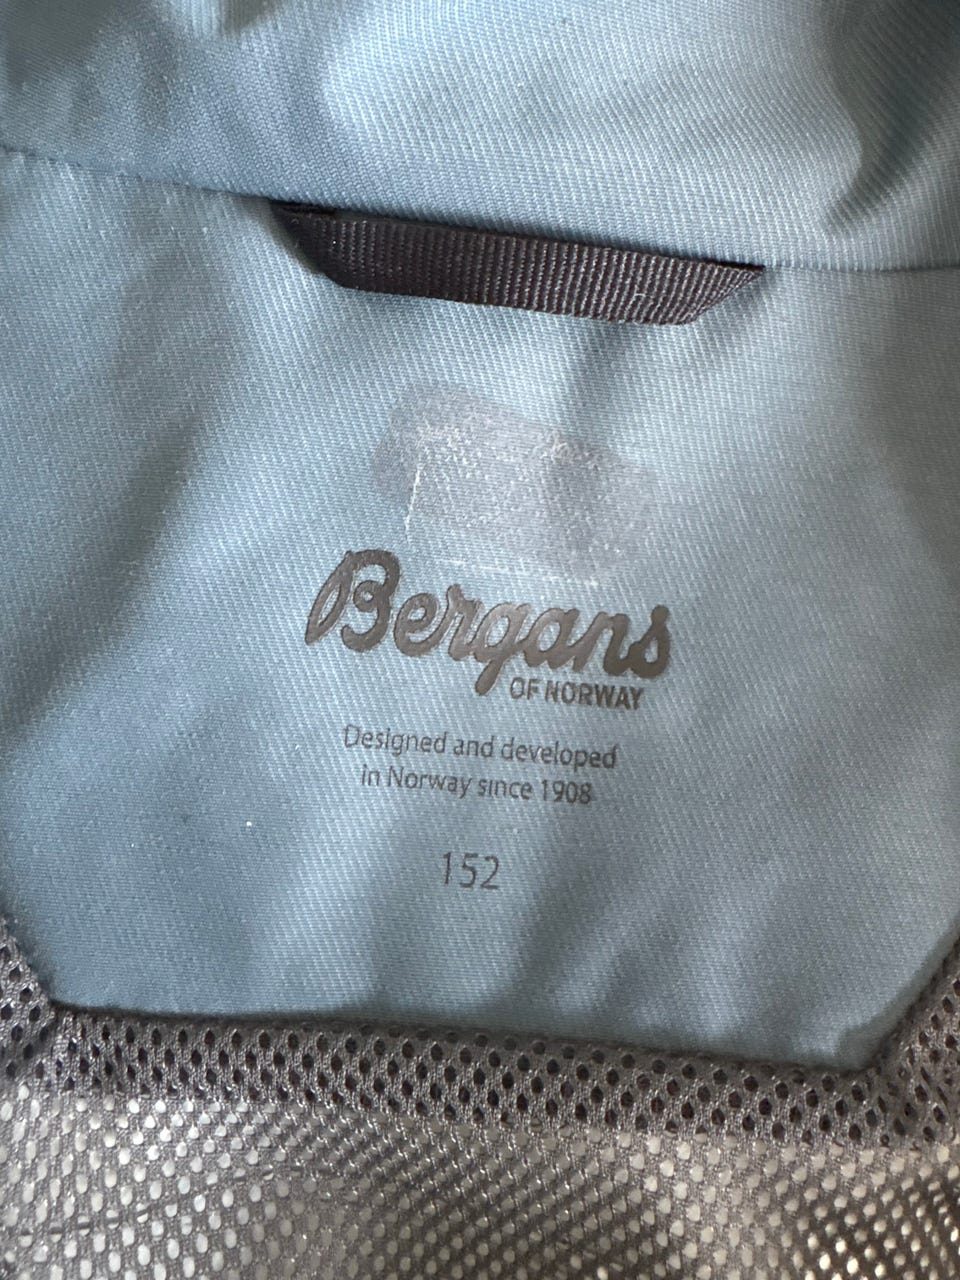 Bergans
OF NORWAY
Designed and developed
in Norway since 1908
152